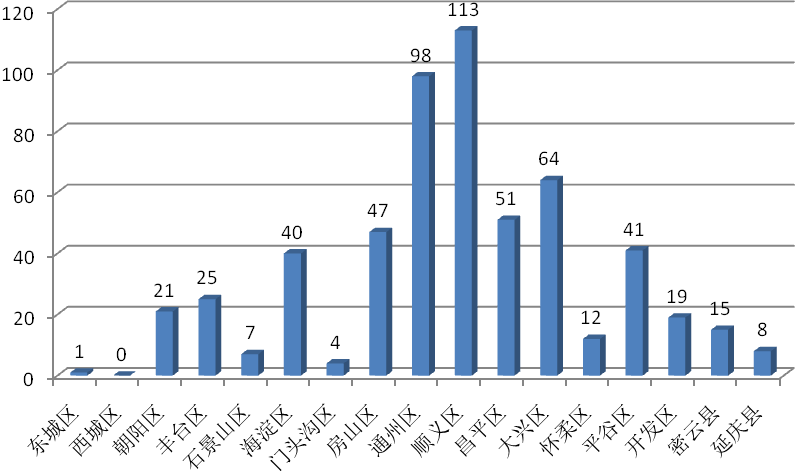 120
100
80
60
40
20
0
1
0
21
25
7
40
4
47
98
113
51
64
12
41
19
15
8
东城区
西城区
朝阳区
丰台区
石景山区
海淀区
门头沟区
房山区
通州区
顺义区
昌平区
大兴区
怀柔区
平谷区
开发区
密云县
延庆县